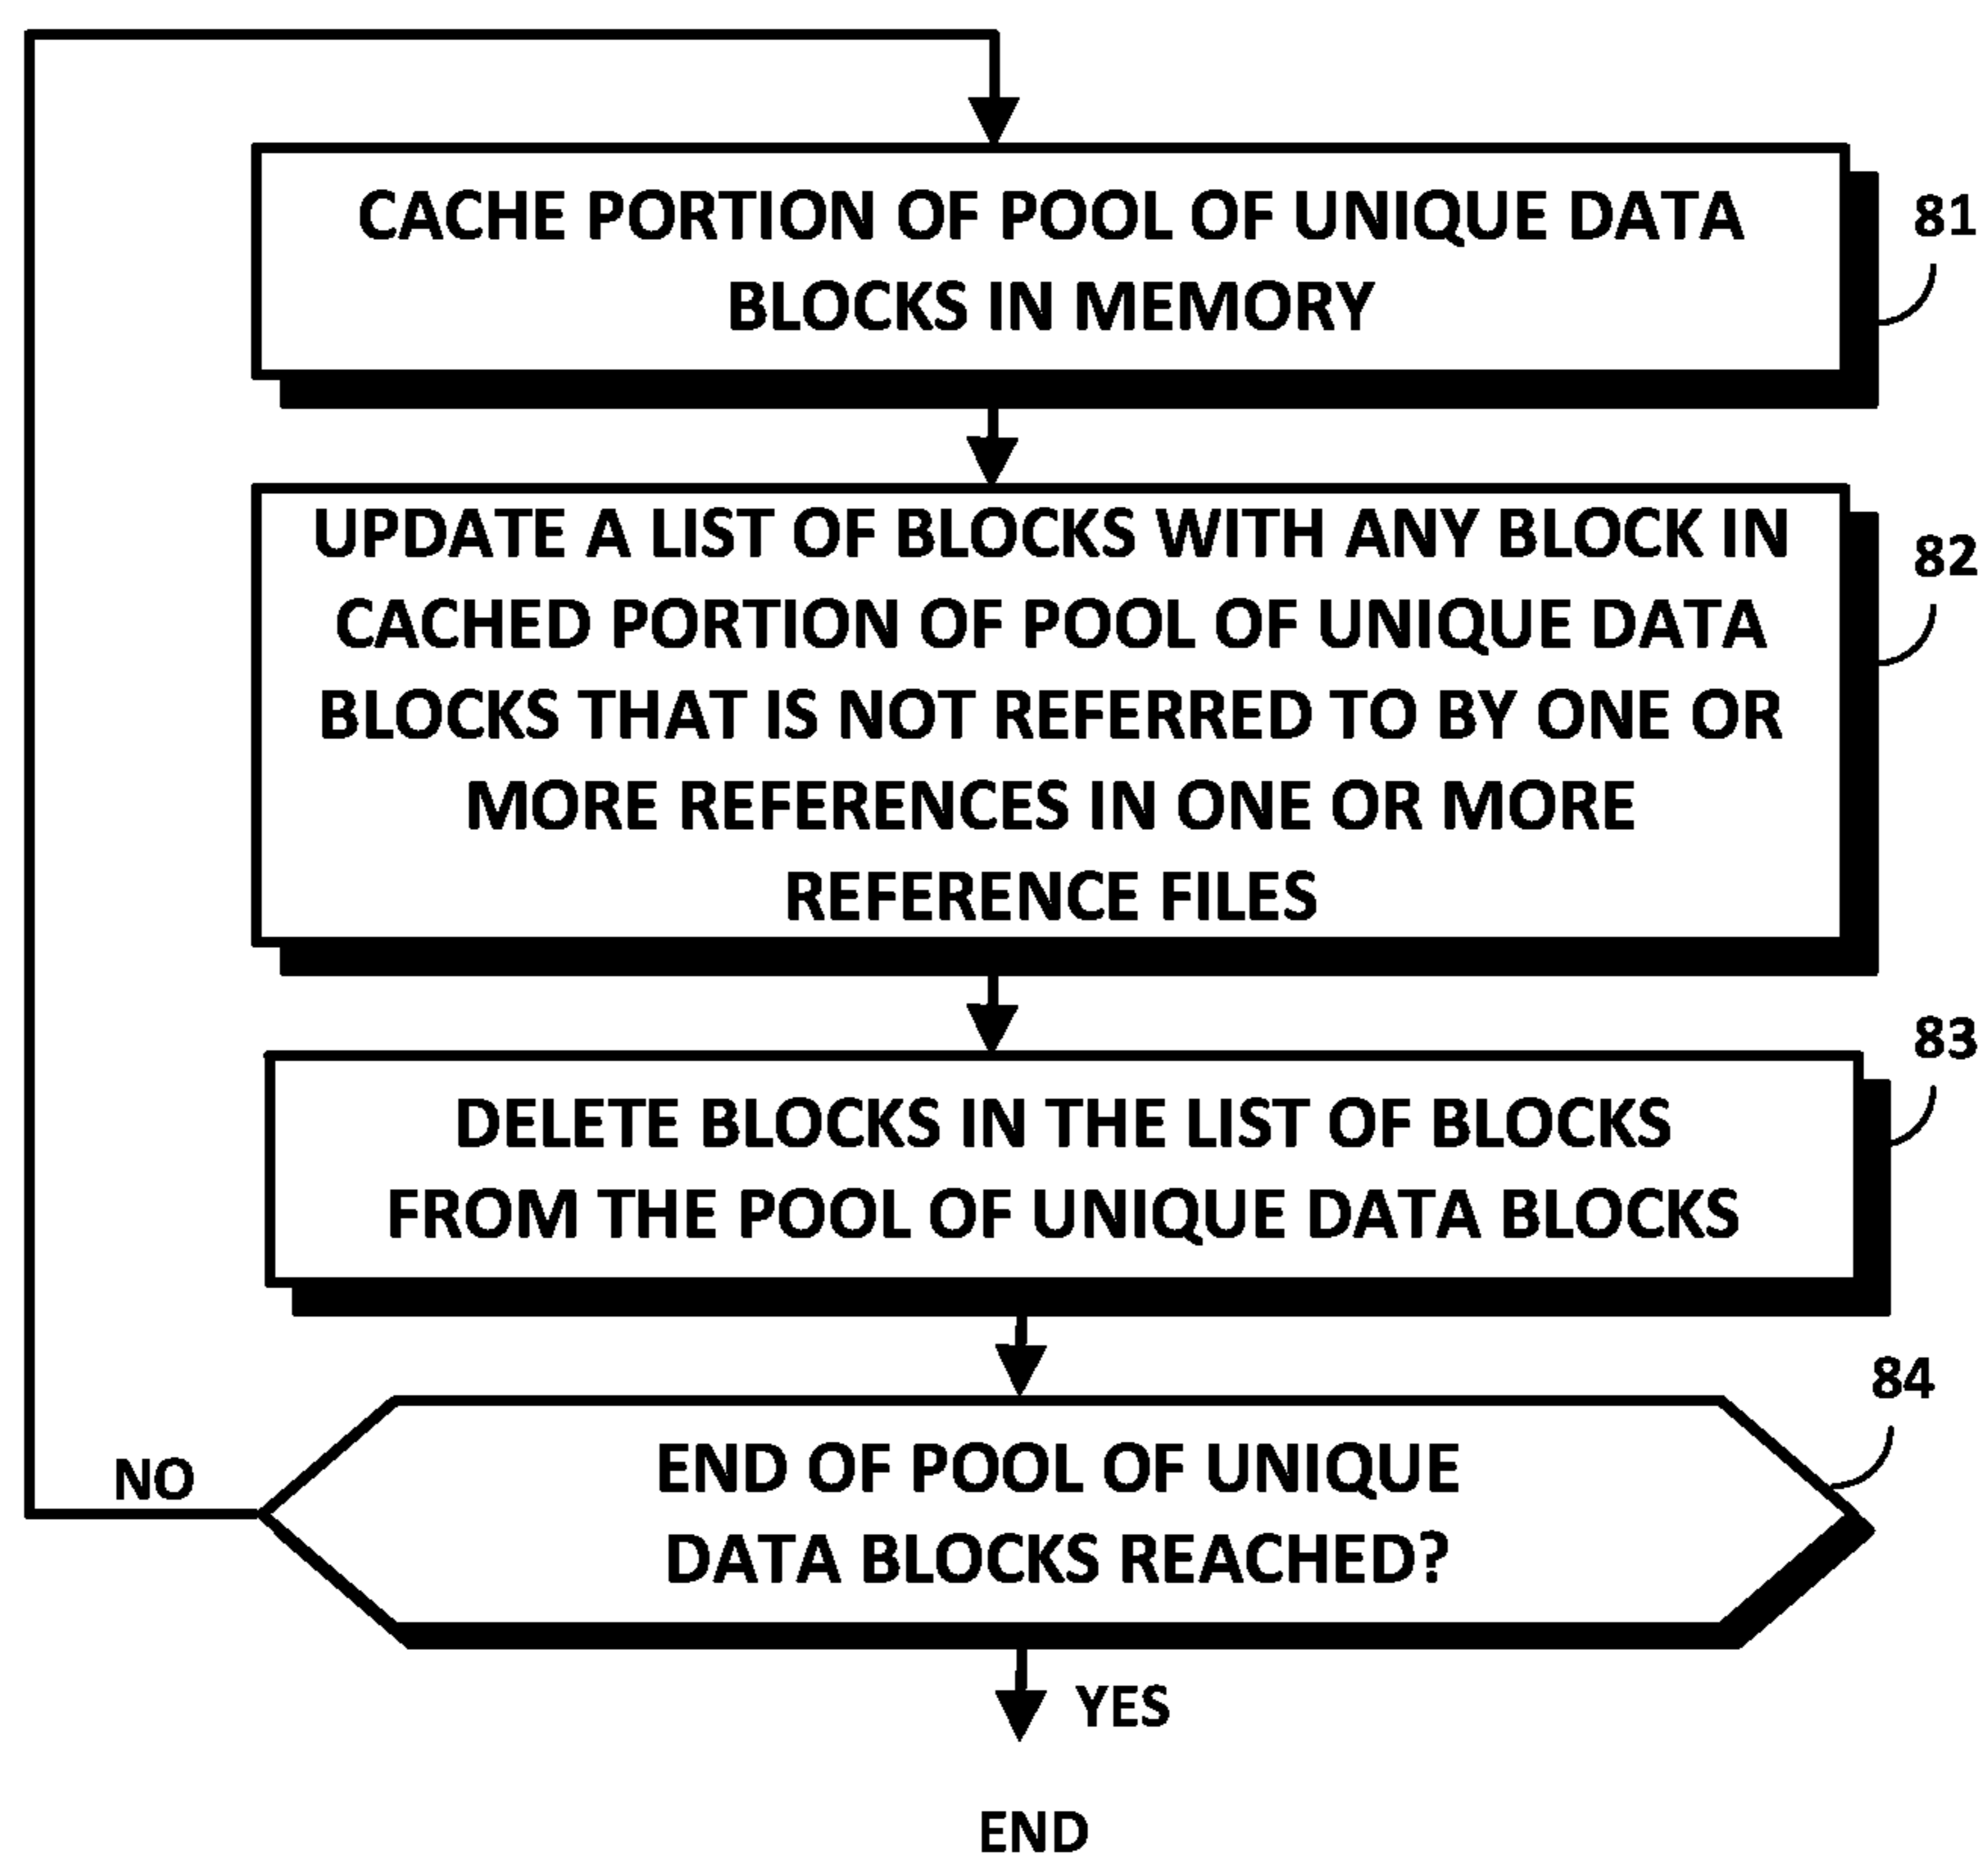 CACHE PORTION OF POOL OF UNIQUE DATA
BLOCKS IN MEMORY
81
UPDATE A LIST OF BLOCKS WITH ANY BLOCK IN
CACHED PORTION OF POOL OF UNIQUE DATA
BLOCKS THAT IS NOT REFERRED TO BY ONE OR
MORE REFERENCES IN ONE OR MORE
REFERENCE FILES
82
DELETE BLOCKS IN THE LIST OF BLOCKS
FROM THE POOL OF UNIQUE DATA BLOCKS
83
END OF POOL OF UNIQUE
DATA BLOCKS REACHED?
84
NO
YES
END